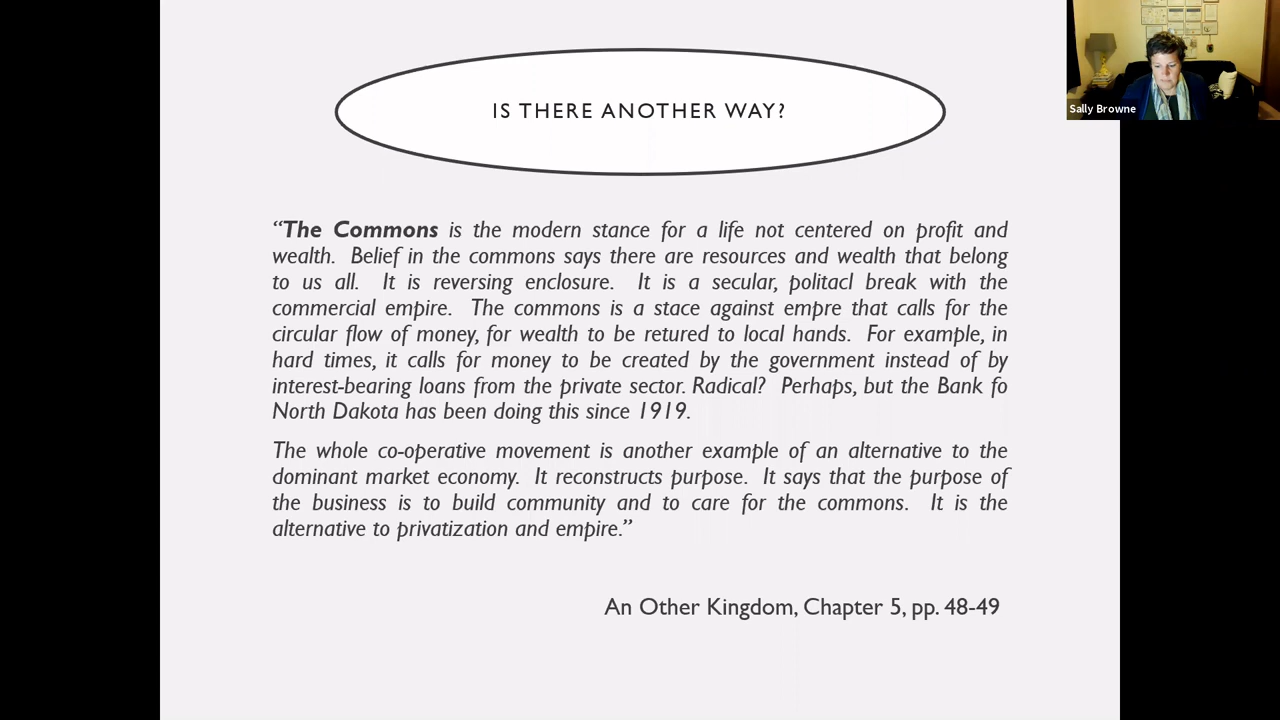 IS THERE ANOTHER WAY?
Sally Browne
“The Commons is the modern stance for a life not centered on profit and
wealth. Belief in the commons says there are resources and wealth that belong
to us all. It is reversing enclosure. It is a secular, politacl break with the
commercial empire. The commons is a stace against empre that calls for the
circular flow of money, for wealth to be retured to local hands. For example, in
hard times, it calls for money to be created by the government instead of by
interest-bearing loans from the private sector. Radical? Perhaps, but the Bank fo
North Dakota has been doing this since 1919.
The whole co-operative movement is another example of an alternative to the
dominant market economy. It reconstructs purpose. It says that the purpose of
the business is to build community and to care for the commons. It is the
alternative to privatization and empire.”
An Other Kingdom, Chapter 5, pp. 48-49